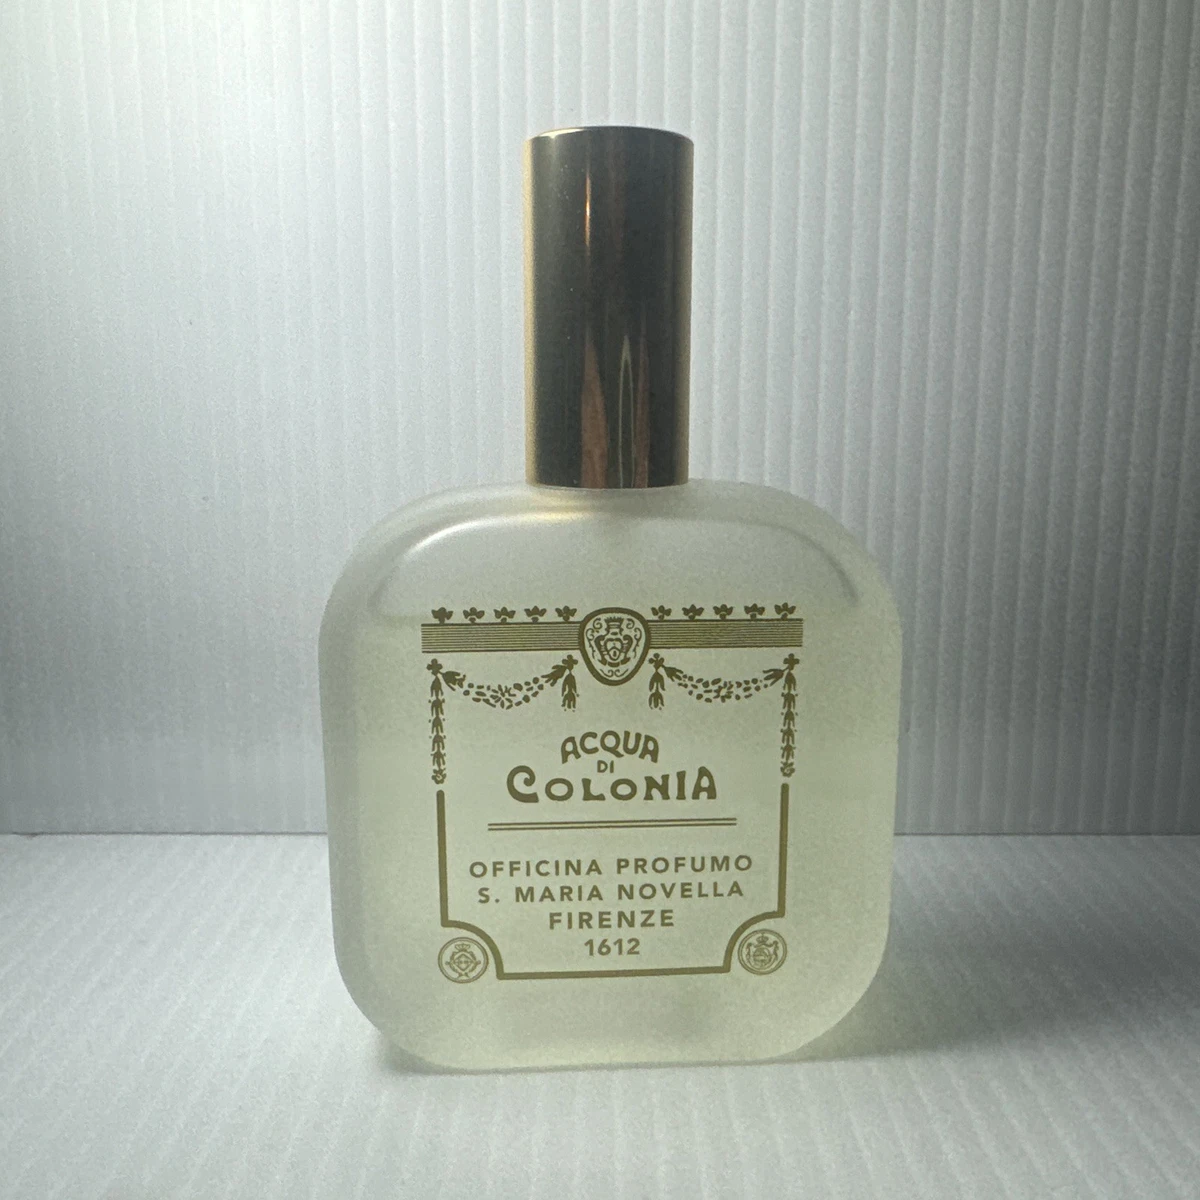 ACQUA
DI
COLONIA
OFFICINA PROFUMO
S. MARIA NOVELLA
FIRENZE
1612